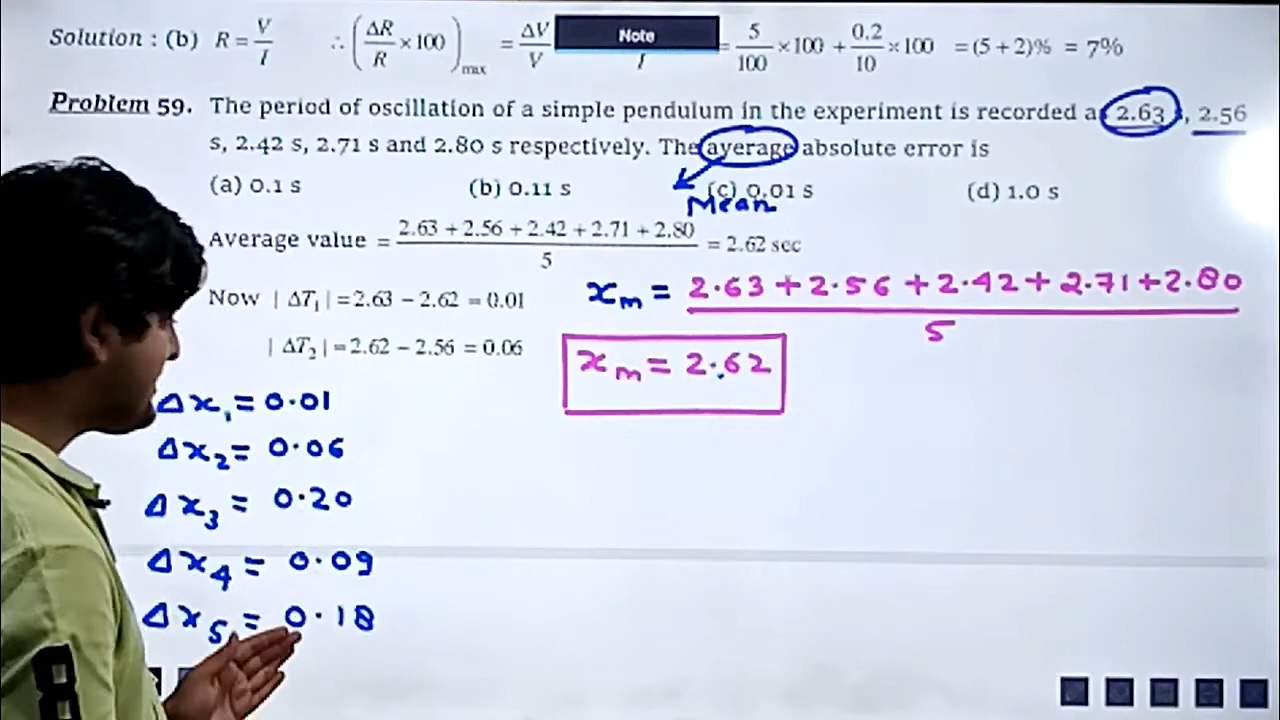 Solution : (b) R = V/I ∴ (ΔR/R × 100)max = ΔV/V Note I = 5/100 × 100 + 0.2/10 × 100 = (5 + 2)% = 7%
Problem 59. The period of oscillation of a simple pendulum in the experiment is recorded a 2.63 s, 2.56
s, 2.42 s, 2.71 s and 2.80 s respectively. The average absolute error is
(a) 0.1 s (b) 0.11 s (c) 0.01 s (d) 1.0 s
Mean
Average value = 2.63 + 2.56 + 2.42 + 2.71 + 2.80 / 5 = 2.62 sec
xm = 2.63 + 2.56 + 2.42 + 2.71 + 2.80 / 5
Now | ΔT1 | = 2.63 − 2.62 = 0.01
| ΔT2 | = 2.62 − 2.56 = 0.06
xm = 2.62
Δx1 = 0.01
Δx2 = 0.06
Δx3 = 0.20
Δx4 = 0.09
Δx5 = 0.18
8